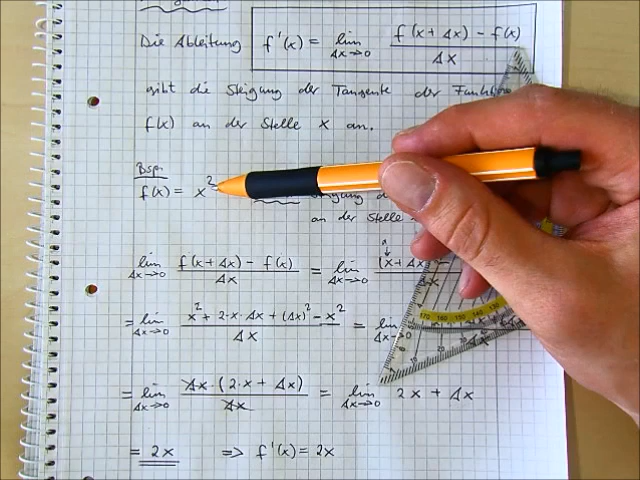 Die Ableitung f'(x) = lim Δx→0 f(x+Δx) - f(x) / Δx
gibt die Steigung der Tangente der Funktion
f(x) an der Stelle x an.
Bsp:
f(x) = x²
an der Stelle
lim Δx→0 f(x+Δx) - f(x) / Δx = lim Δx→0 (x+Δx) / Δx
= lim Δx→0 x² + 2·x·Δx + (Δx)² - x² / Δx = lim Δx→0
= lim Δx→0 Δx·(2·x + Δx) / Δx = lim Δx→0 2x + Δx
= 2x => f'(x) = 2x